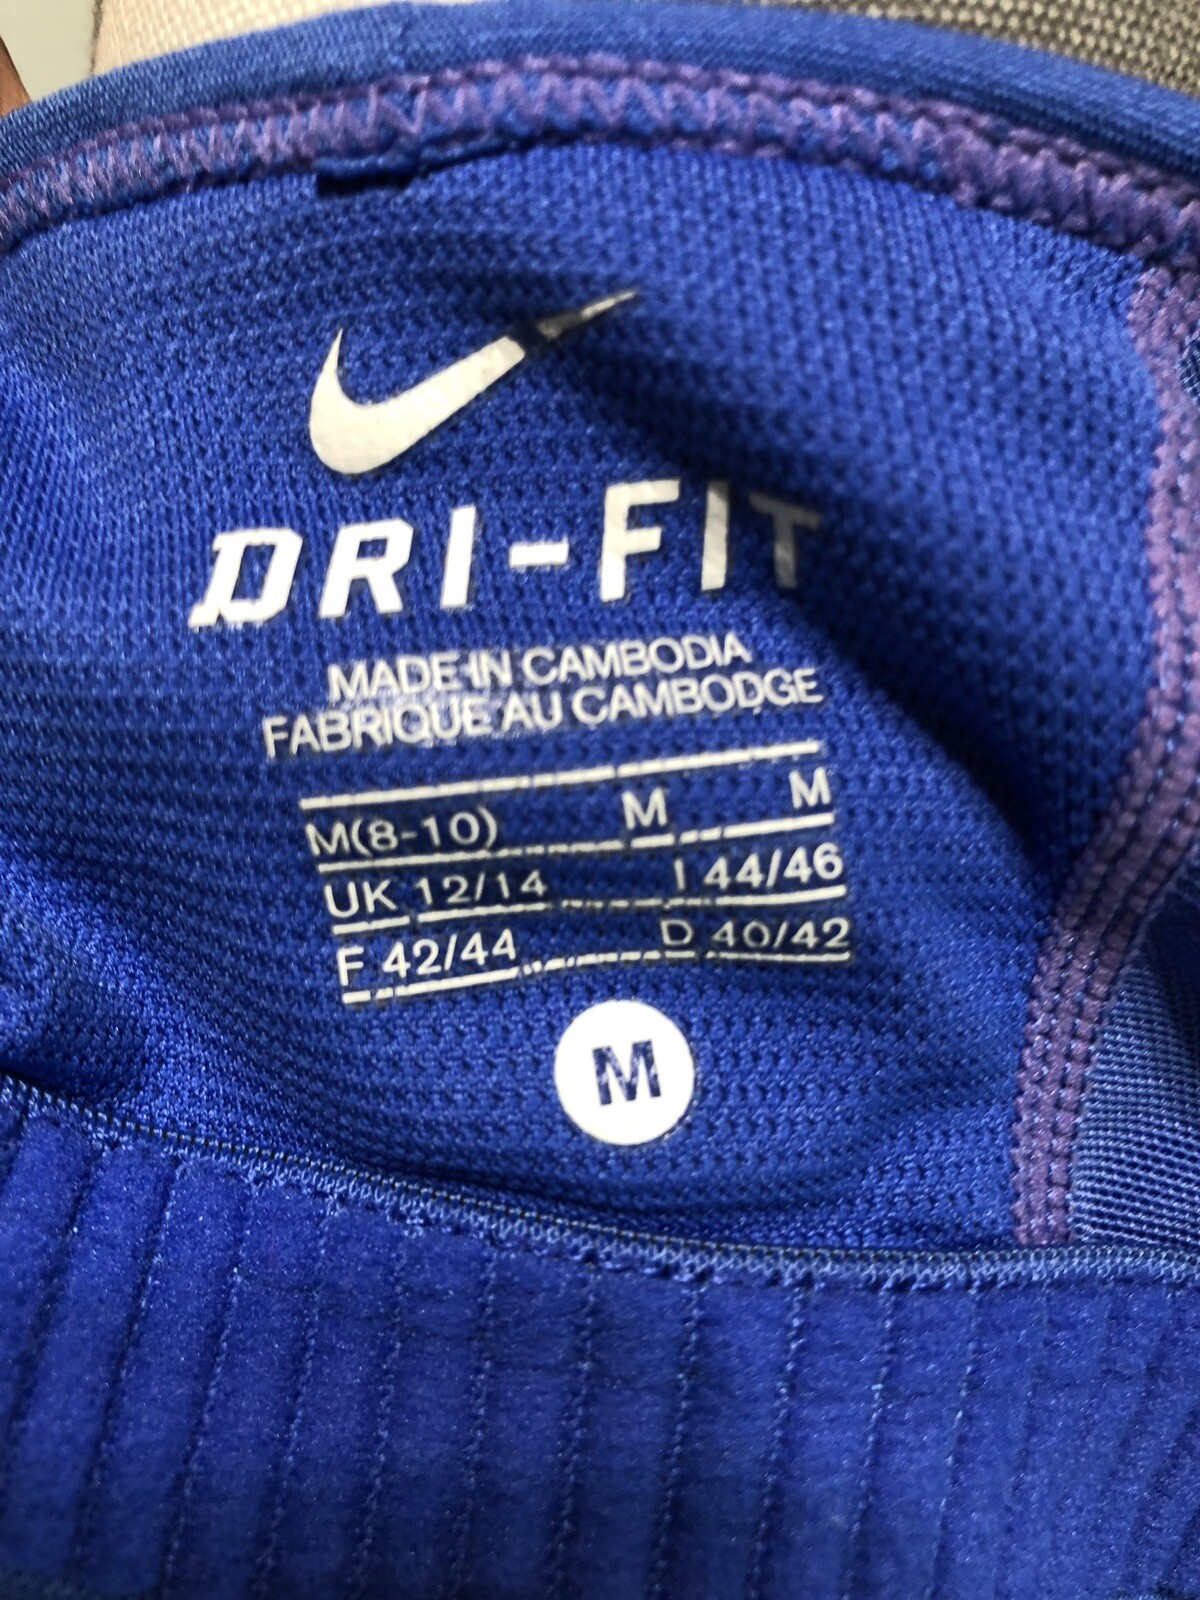 DRI-FIT
MADE IN CAMBODIA
FABRIQUE AU CAMBODGE
M(8-10) M M
UK 12/14 I 44/46
F 42/44 D 40/42
M